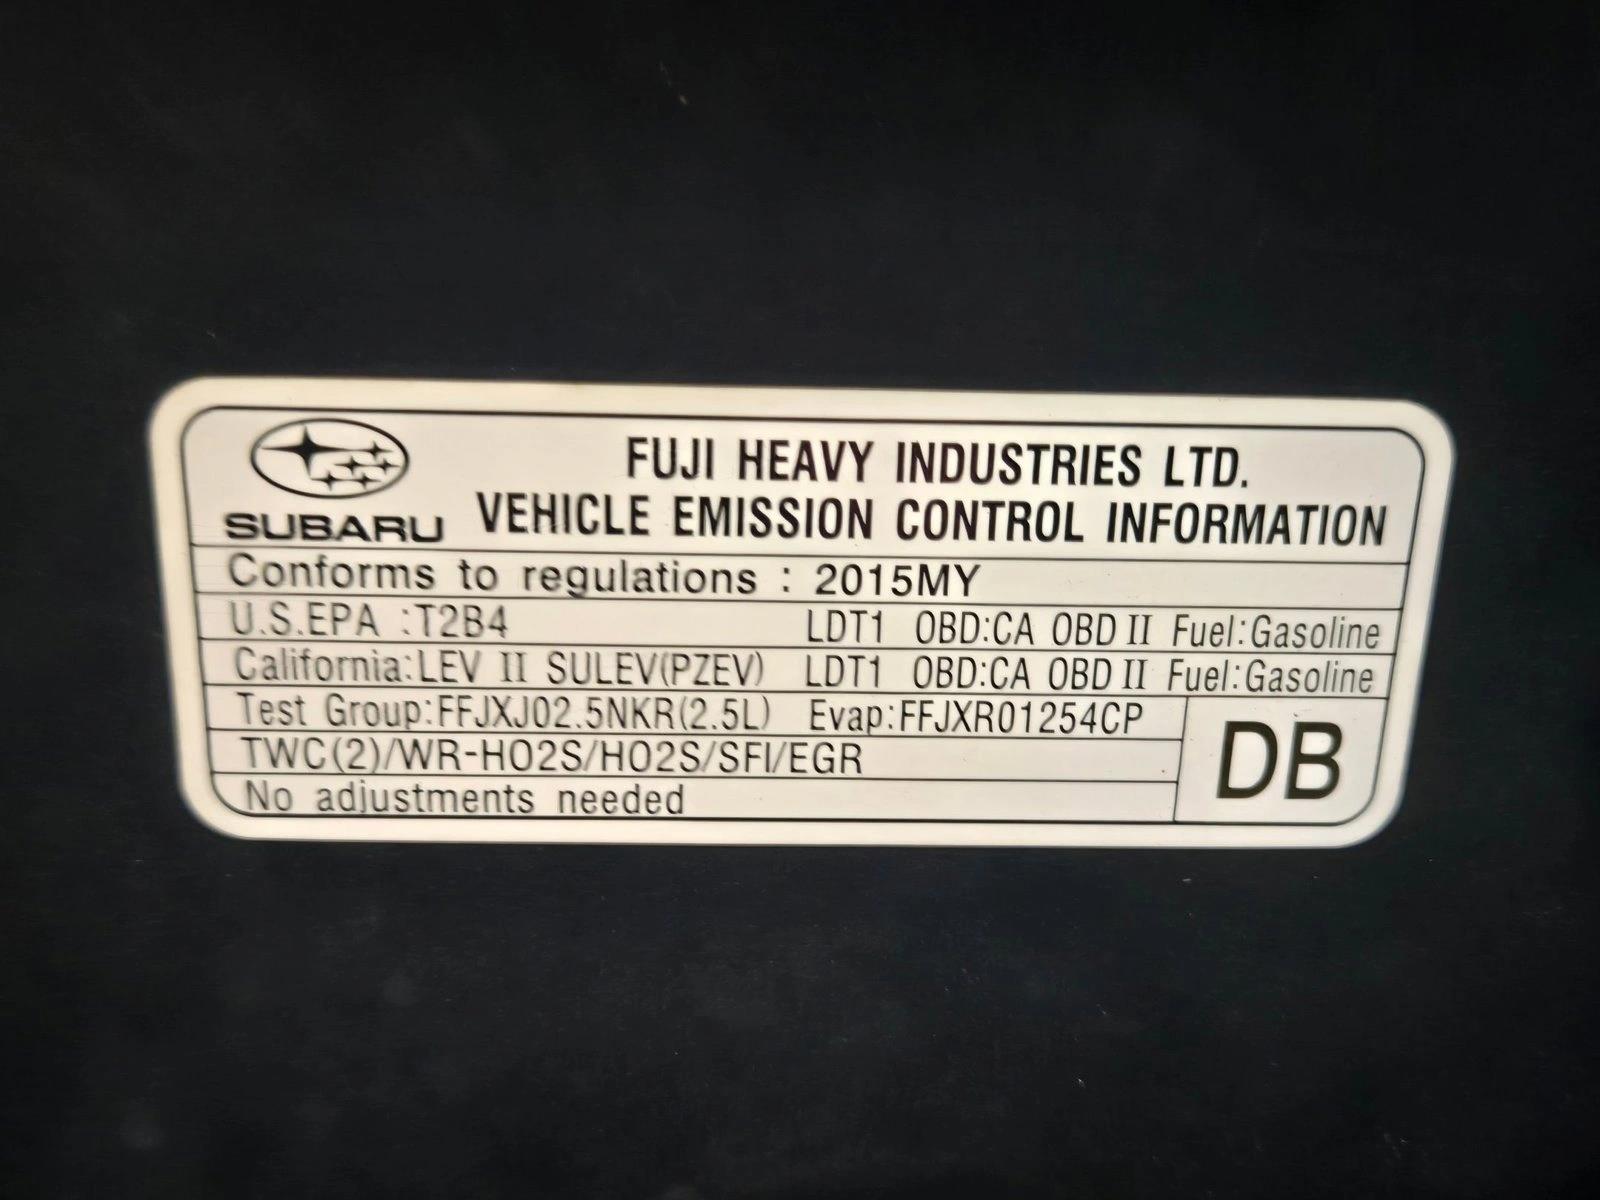 FUJI HEAVY INDUSTRIES LTD.
SUBARU VEHICLE EMISSION CONTROL INFORMATION
Conforms to regulations : 2015MY
U.S.EPA :T2B4 LDT1 OBD:CA OBD II Fuel:Gasoline
California:LEV II SULEV(PZEV) LDT1 OBD:CA OBD II Fuel:Gasoline
Test Group:FFJXJ02.5NKR(2.5L) Evap:FFJXR01254CP
TWC(2)/WR-HO2S/HO2S/SFI/EGR
DB
No adjustments needed